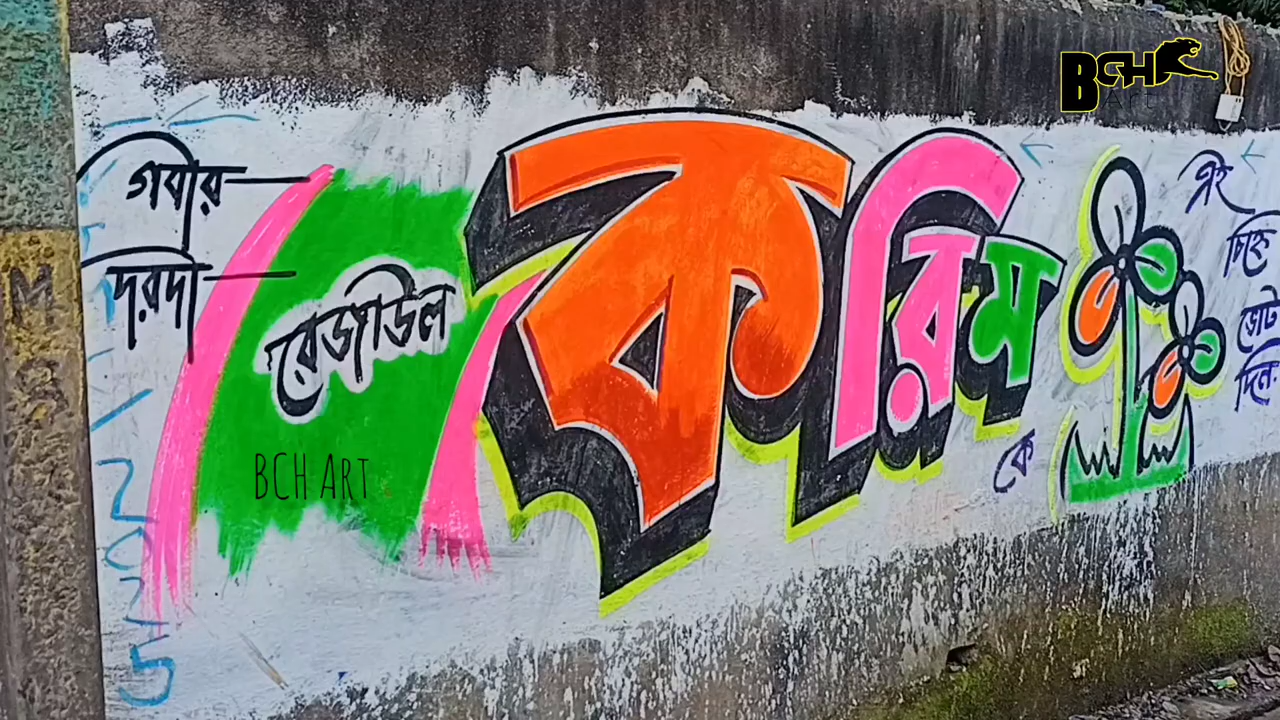 BCH
Art
গবীর
দরদী
রেজাউল
করিম
কে
এই
চিহ্নে
ভোট
দিন
BCH ART